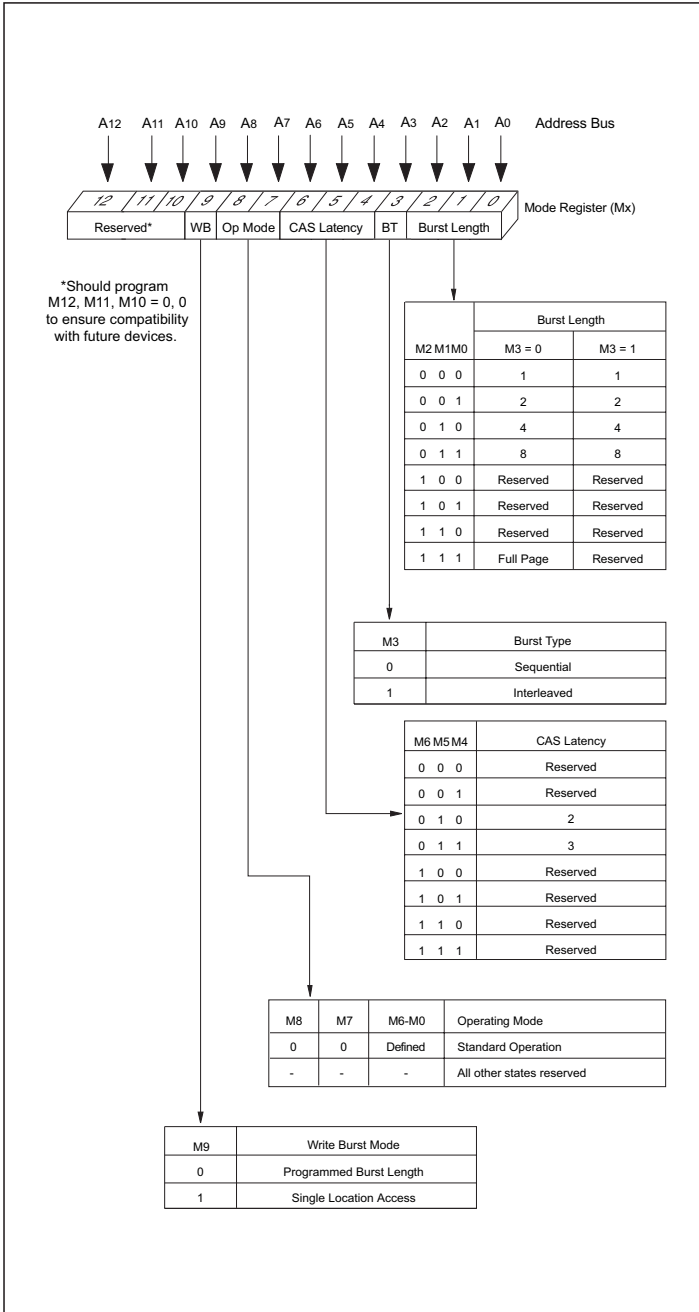 A12 A11 A10 A9 A8 A7 A6 A5 A4 A3 A2 A1 A0 Address Bus
12 11 10 9 8 7 6 5 4 3 2 1 0 Mode Register (Mx)
Reserved* WB Op Mode CAS Latency BT Burst Length
*Should program
M12, M11, M10 = 0, 0
to ensure compatibility
with future devices.
Burst Length
M2 M1 M0 M3 = 0 M3 = 1
0 0 0 1 1
0 0 1 2 2
0 1 0 4 4
0 1 1 8 8
1 0 0 Reserved Reserved
1 0 1 Reserved Reserved
1 1 0 Reserved Reserved
1 1 1 Full Page Reserved
M3 Burst Type
0 Sequential
1 Interleaved
M6 M5 M4 CAS Latency
0 0 0 Reserved
0 0 1 Reserved
0 1 0 2
0 1 1 3
1 0 0 Reserved
1 0 1 Reserved
1 1 0 Reserved
1 1 1 Reserved
M8 M7 M6-M0 Operating Mode
0 0 Defined Standard Operation
- - - All other states reserved
M9 Write Burst Mode
0 Programmed Burst Length
1 Single Location Access